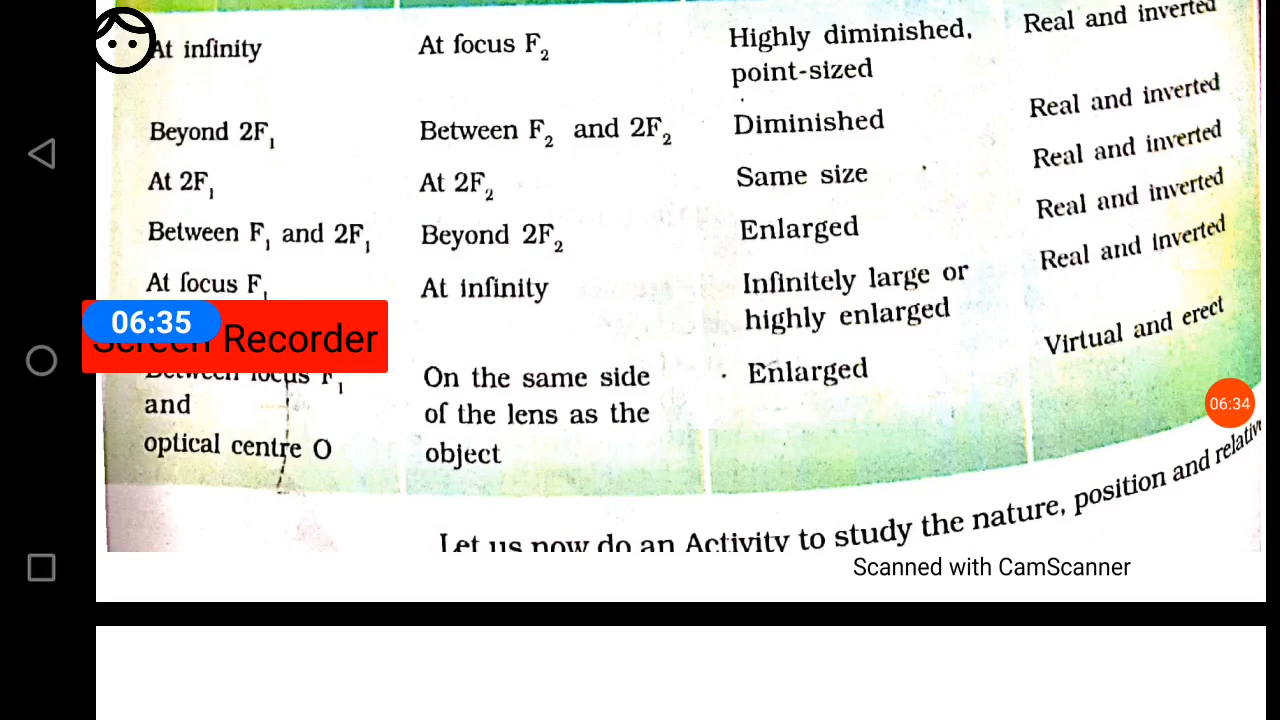 At infinity At focus F2 Highly diminished, Real and inverted
point-sized
Beyond 2F1 Between F2 and 2F2 Diminished Real and inverted
At 2F1 At 2F2 Same size Real and inverted
Between F1 and 2F1 Beyond 2F2 Enlarged Real and inverted
At focus F1 At infinity Infinitely large or Real and inverted
highly enlarged
06:35
Screen Recorder
Between focus F1 On the same side Enlarged Virtual and erect
and of the lens as the
optical centre O object
06:34
Let us now do an Activity to study the nature, position and relative
Scanned with CamScanner